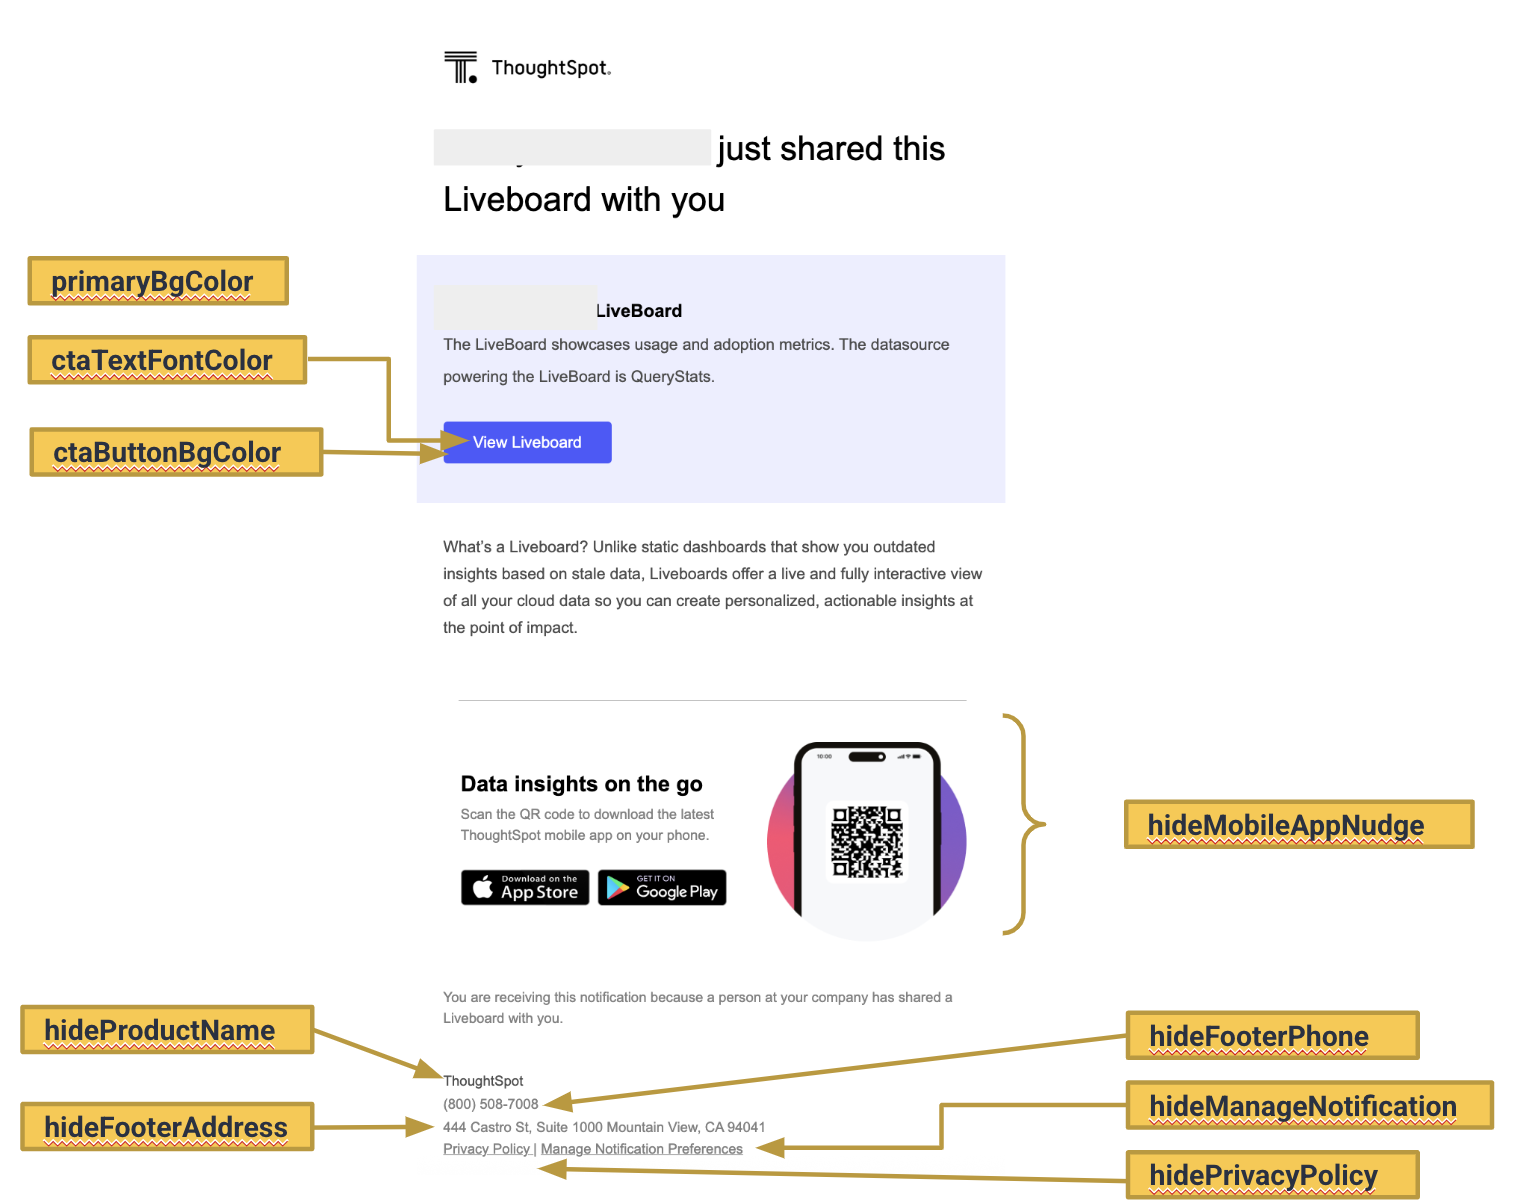 ThoughtSpot.
just shared this
Liveboard with you
primaryBgColor
LiveBoard
ctaTextFontColor
The LiveBoard showcases usage and adoption metrics. The datasource
powering the LiveBoard is QueryStats.
ctaButtonBgColor
View Liveboard
What's a Liveboard? Unlike static dashboards that show you outdated
insights based on stale data, Liveboards offer a live and fully interactive view
of all your cloud data so you can create personalized, actionable insights at
the point of impact.
10:00
Data insights on the go
Scan the QR code to download the latest
ThoughtSpot mobile app on your phone.
hideMobileAppNudge
Download on the
App Store
GET IT ON
Google Play
You are receiving this notification because a person at your company has shared a
Liveboard with you.
hideProductName
hideFooterPhone
ThoughtSpot
(800) 508-7008
hideFooterAddress
444 Castro St, Suite 1000 Mountain View, CA 94041
hideManageNotification
Privacy Policy | Manage Notification Preferences
hidePrivacyPolicy